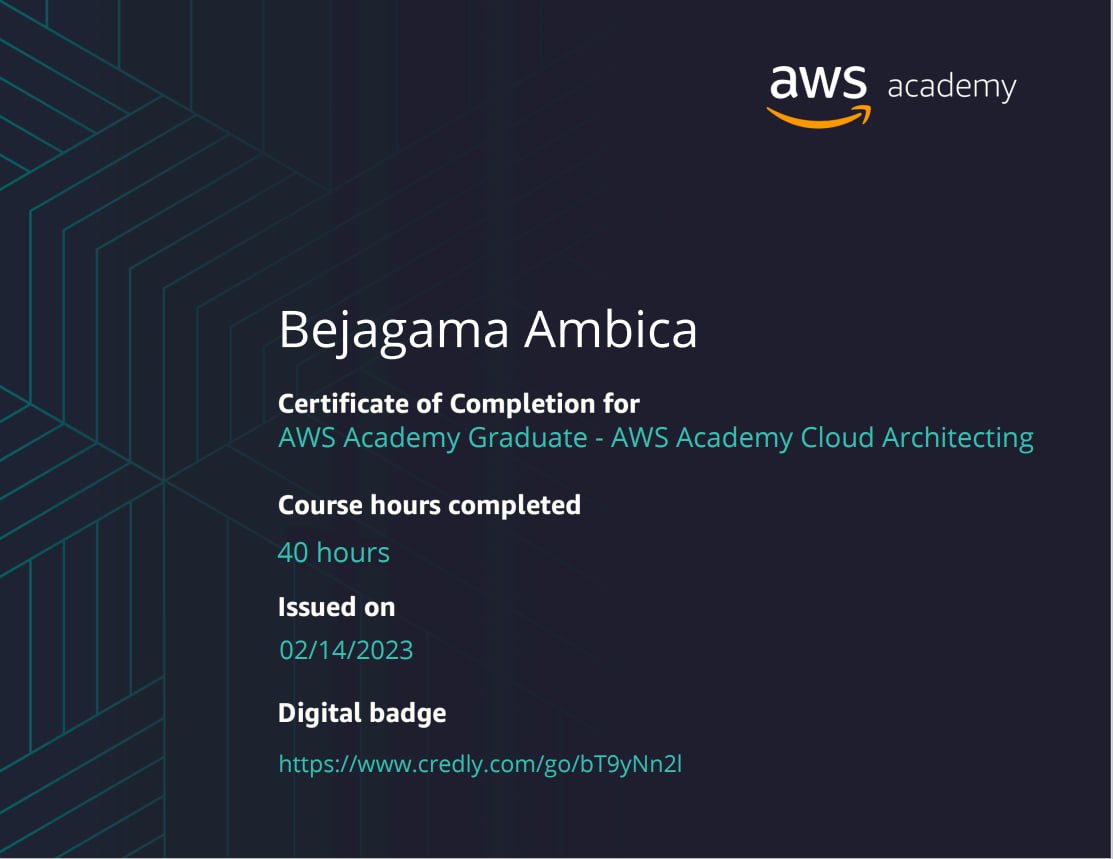 aws academy
Bejagama Ambica
Certificate of Completion for
AWS Academy Graduate - AWS Academy Cloud Architecting
Course hours completed
40 hours
Issued on
02/14/2023
Digital badge
https://www.credly.com/go/bT9yNn2l